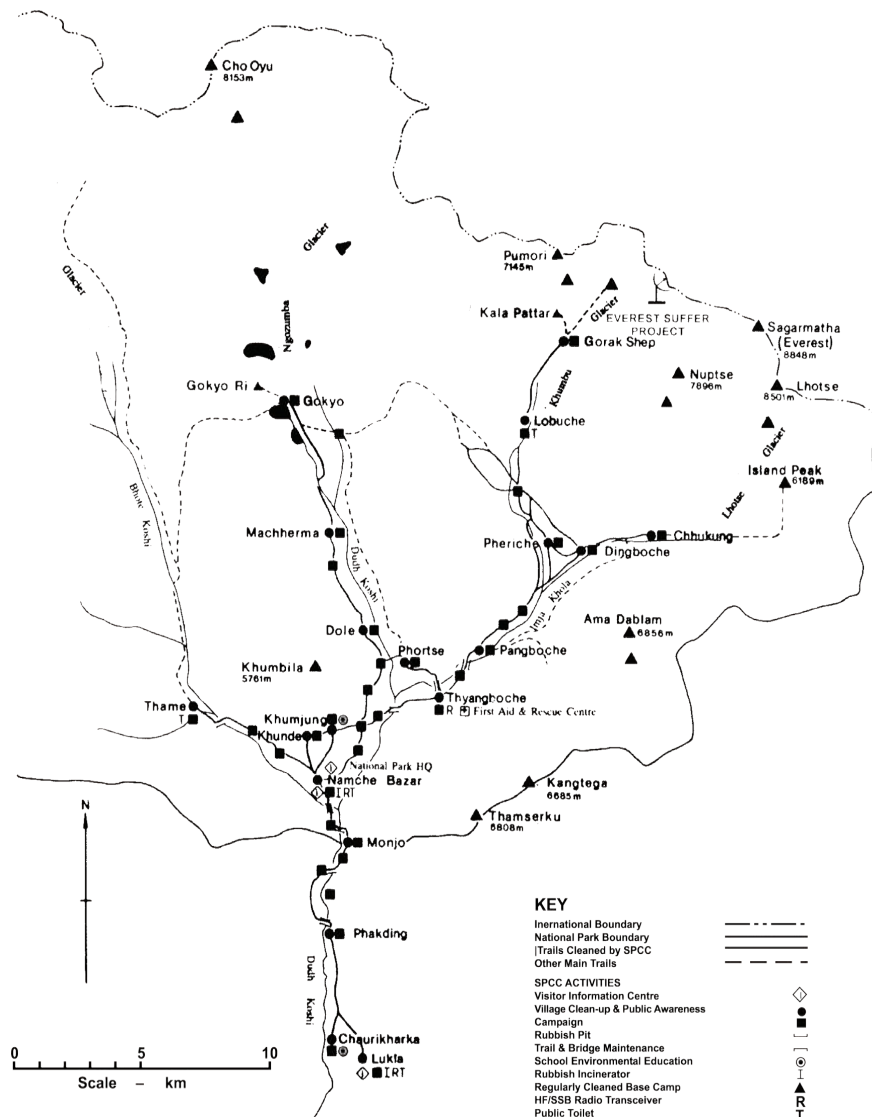 Cho Oyu
8153m
Glacier
Glacier
Pumori
7145m
Kala Pattar
Glacier
EVEREST SUFFER
PROJECT
Gorak Shep
Sagarmatha
(Everest)
8848m
Ngozumba
Nuptse
7896m
Lhotse
8501m
Gokyo Ri
Gokyo
Khumbu
Lobuche
T
Glacier
Island Peak
6189m
Lhotse
Bhote Koshi
Machherma
Dudh Koshi
Pheriche
Dingboche
Chhukung
Imja Khola
Ama Dablam
6856m
Dole
Phortse
Pangboche
Khumbila
5761m
Thame
T
Khumjung
Khunde
Thyangboche
R First Aid & Rescue Centre
i National Park HQ
Namche Bazar
i IRT
Kangtega
6685m
Thamserku
6808m
N
Monjo
Phakding
Dudh Koshi
Chaurikharka
Lukla
i IRT
0 5 10
Scale – km
KEY
Inernational Boundary
National Park Boundary
|Trails Cleaned by SPCC
Other Main Trails
SPCC ACTIVITIES
Visitor Information Centre i
Village Clean-up & Public Awareness
Campaign
Rubbish Pit
Trail & Bridge Maintenance
School Environmental Education
Rubbish Incinerator I
Regularly Cleaned Base Camp
HF/SSB Radio Transceiver R
Public Toilet T